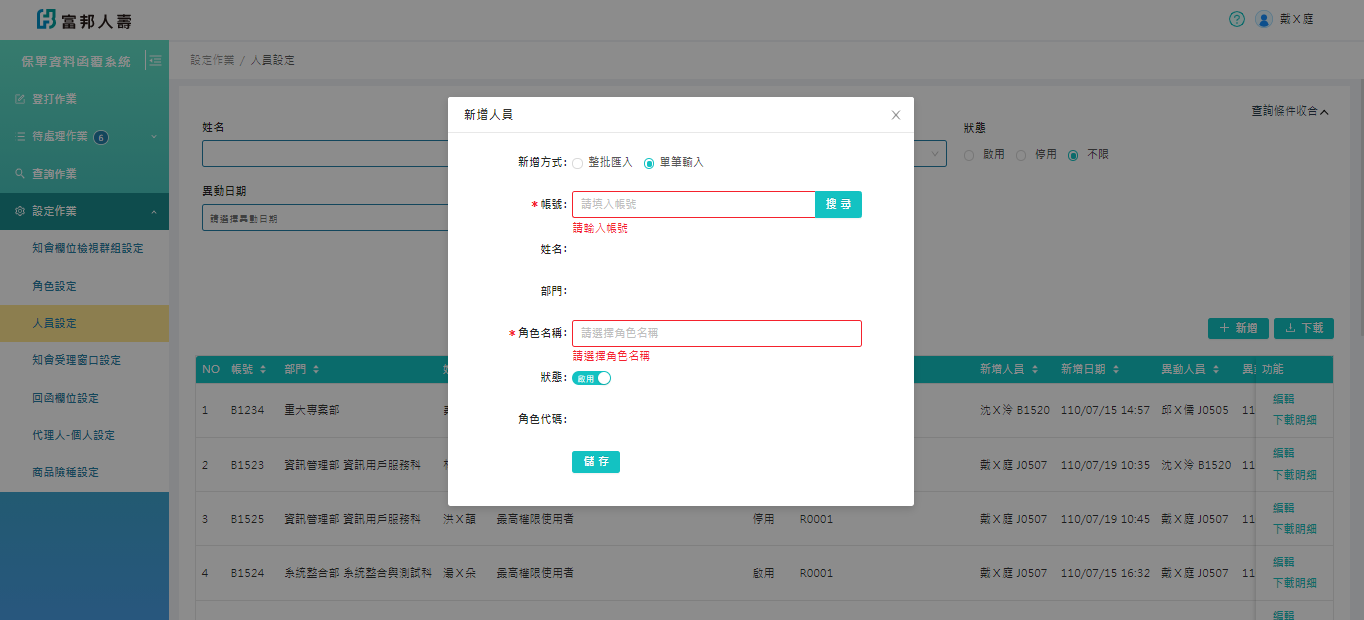 富邦人壽
戴Ｘ庭
保單資料函覆系統
設定作業 / 人員設定
登打作業
待處理作業 6
查詢作業
設定作業
知會欄位檢視群組設定
角色設定
人員設定
知會受理窗口設定
回函欄位設定
代理人-個人設定
商品險種設定
查詢條件收合
姓名
狀態
啟用 停用 不限
異動日期
請選擇異動日期
新增人員
新增方式: 整批匯入 單筆輸入
*帳號: 請填入帳號 搜 尋
請輸入帳號
姓名:
部門:
*角色名稱: 請選擇角色名稱
請選擇角色名稱
狀態: 啟用
角色代碼:
儲 存
新增 下載
NO 帳號 部門 新增人員 新增日期 異動人員 功能
1 B1234 重大專案部 沈Ｘ泠 B1520 110/07/15 14:57 邱Ｘ儒 J0505 11 編輯
下載明細
2 B1523 資訊管理部 資訊用戶服務科 戴Ｘ庭 J0507 110/07/19 10:35 沈Ｘ泠 B1520 11 編輯
下載明細
3 B1525 資訊管理部 資訊用戶服務科 洪Ｘ頡 最高權限使用者 停用 R0001 戴Ｘ庭 J0507 110/07/19 10:45 戴Ｘ庭 J0507 11 編輯
下載明細
4 B1524 系統整合部 系統整合與測試科 湯Ｘ朵 最高權限使用者 啟用 R0001 戴Ｘ庭 J0507 110/07/15 16:32 戴Ｘ庭 J0507 11 編輯
下載明細
編輯